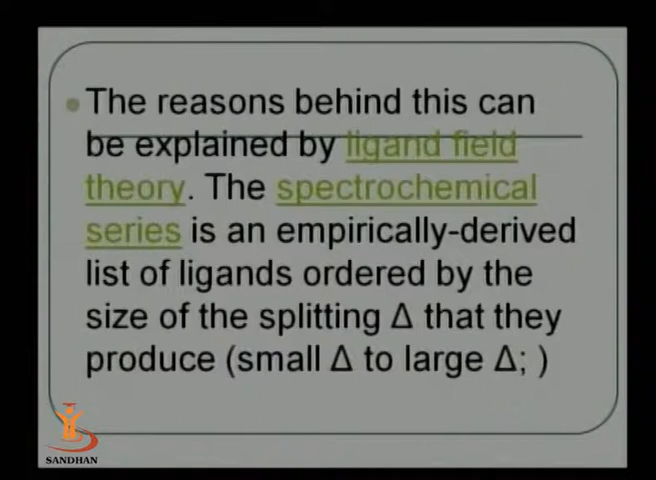 The reasons behind this can
be explained by ligand field
theory. The spectrochemical
series is an empirically-derived
list of ligands ordered by the
size of the splitting Δ that they
produce (small Δ to large Δ; )
SANDHAN